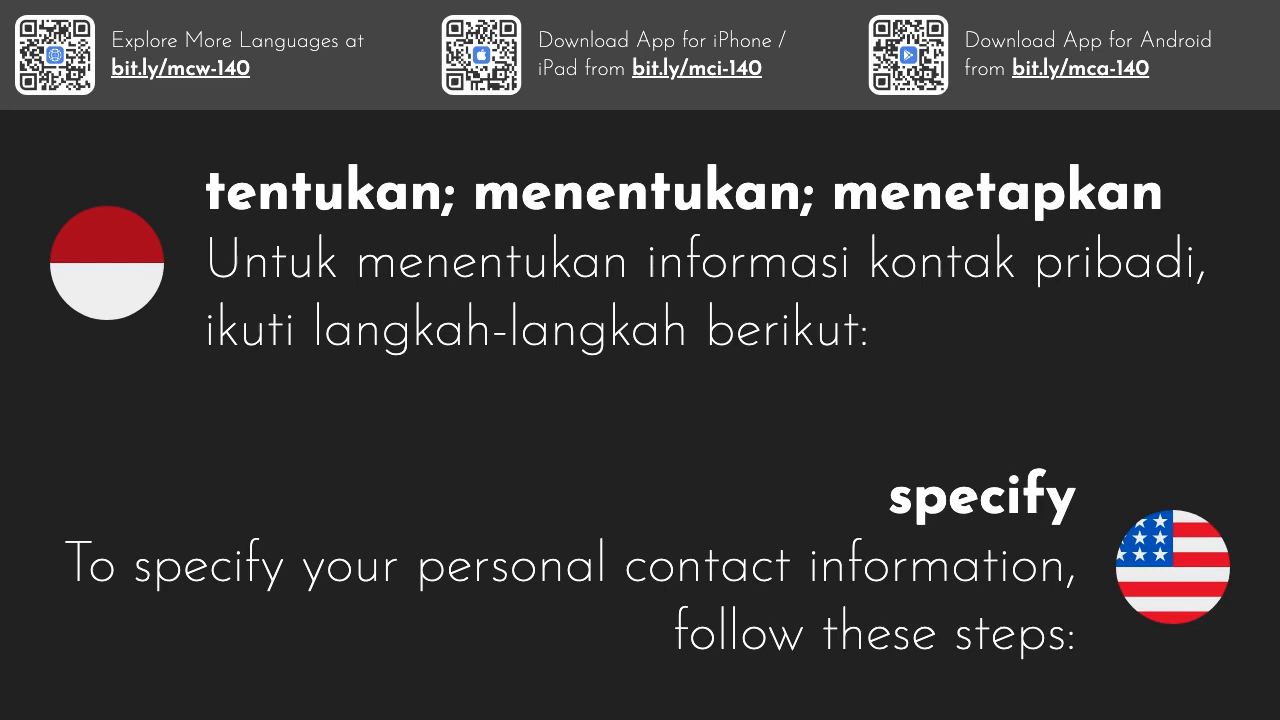 Explore More Languages at
bit.ly/mcw-140
Download App for iPhone /
iPad from bit.ly/mci-140
Download App for Android
from bit.ly/mca-140
tentukan; menentukan; menetapkan
Untuk menentukan informasi kontak pribadi,
ikuti langkah-langkah berikut:
specify
To specify your personal contact information,
follow these steps: